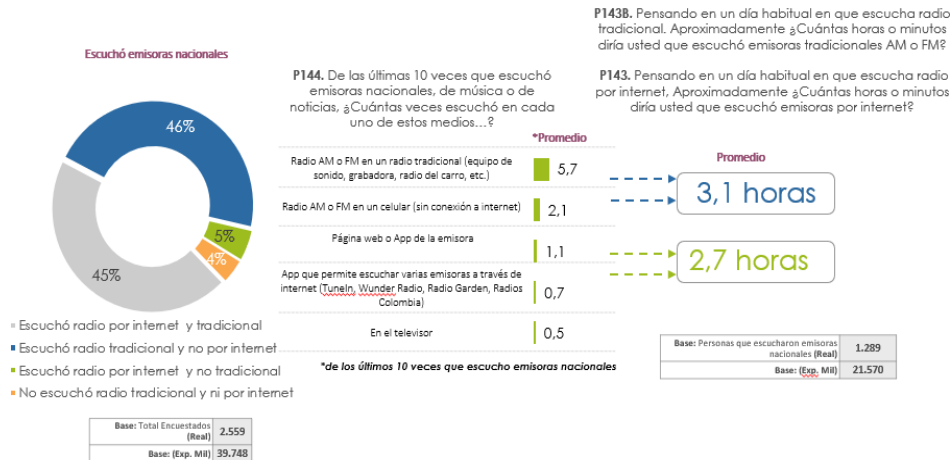 Escuchó emisoras nacionales
46%
5%
4%
45%
Escuchó radio por internet y tradicional
Escuchó radio tradicional y no por internet
Escuchó radio por internet y no tradicional
No escuchó radio tradicional y ni por internet
Base: Total Encuestados
(Real)
2.559
Base: (Exp. Mil)
39.748
P144. De las últimas 10 veces que escuchó
emisoras nacionales, de música o de
noticias, ¿Cuántas veces escuchó en cada
uno de estos medios...?
*Promedio
Radio AM o FM en un radio tradicional (equipo de
sonido, grabadora, radio del carro, etc.)
5,7
Radio AM o FM en un celular (sin conexión a internet)
2,1
Página web o App de la emisora
1,1
App que permite escuchar varias emisoras a través de
internet (TuneIn, Wunder Radio, Radio Garden, Radios
Colombia)
0,7
En el televisor
0,5
*de los últimos 10 veces que escucho emisoras nacionales
P143B. Pensando en un día habitual en que escucha radio
tradicional. Aproximadamente ¿Cuántas horas o minutos
diría usted que escuchó emisoras tradicionales AM o FM?
P143. Pensando en un día habitual en que escucha radio
por internet, Aproximadamente ¿Cuántas horas o minutos
diría usted que escuchó emisoras por internet?
Promedio
3,1 horas
2,7 horas
Base: Personas que escucharon emisoras
nacionales (Real)
1.289
Base: (Exp. Mil)
21.570